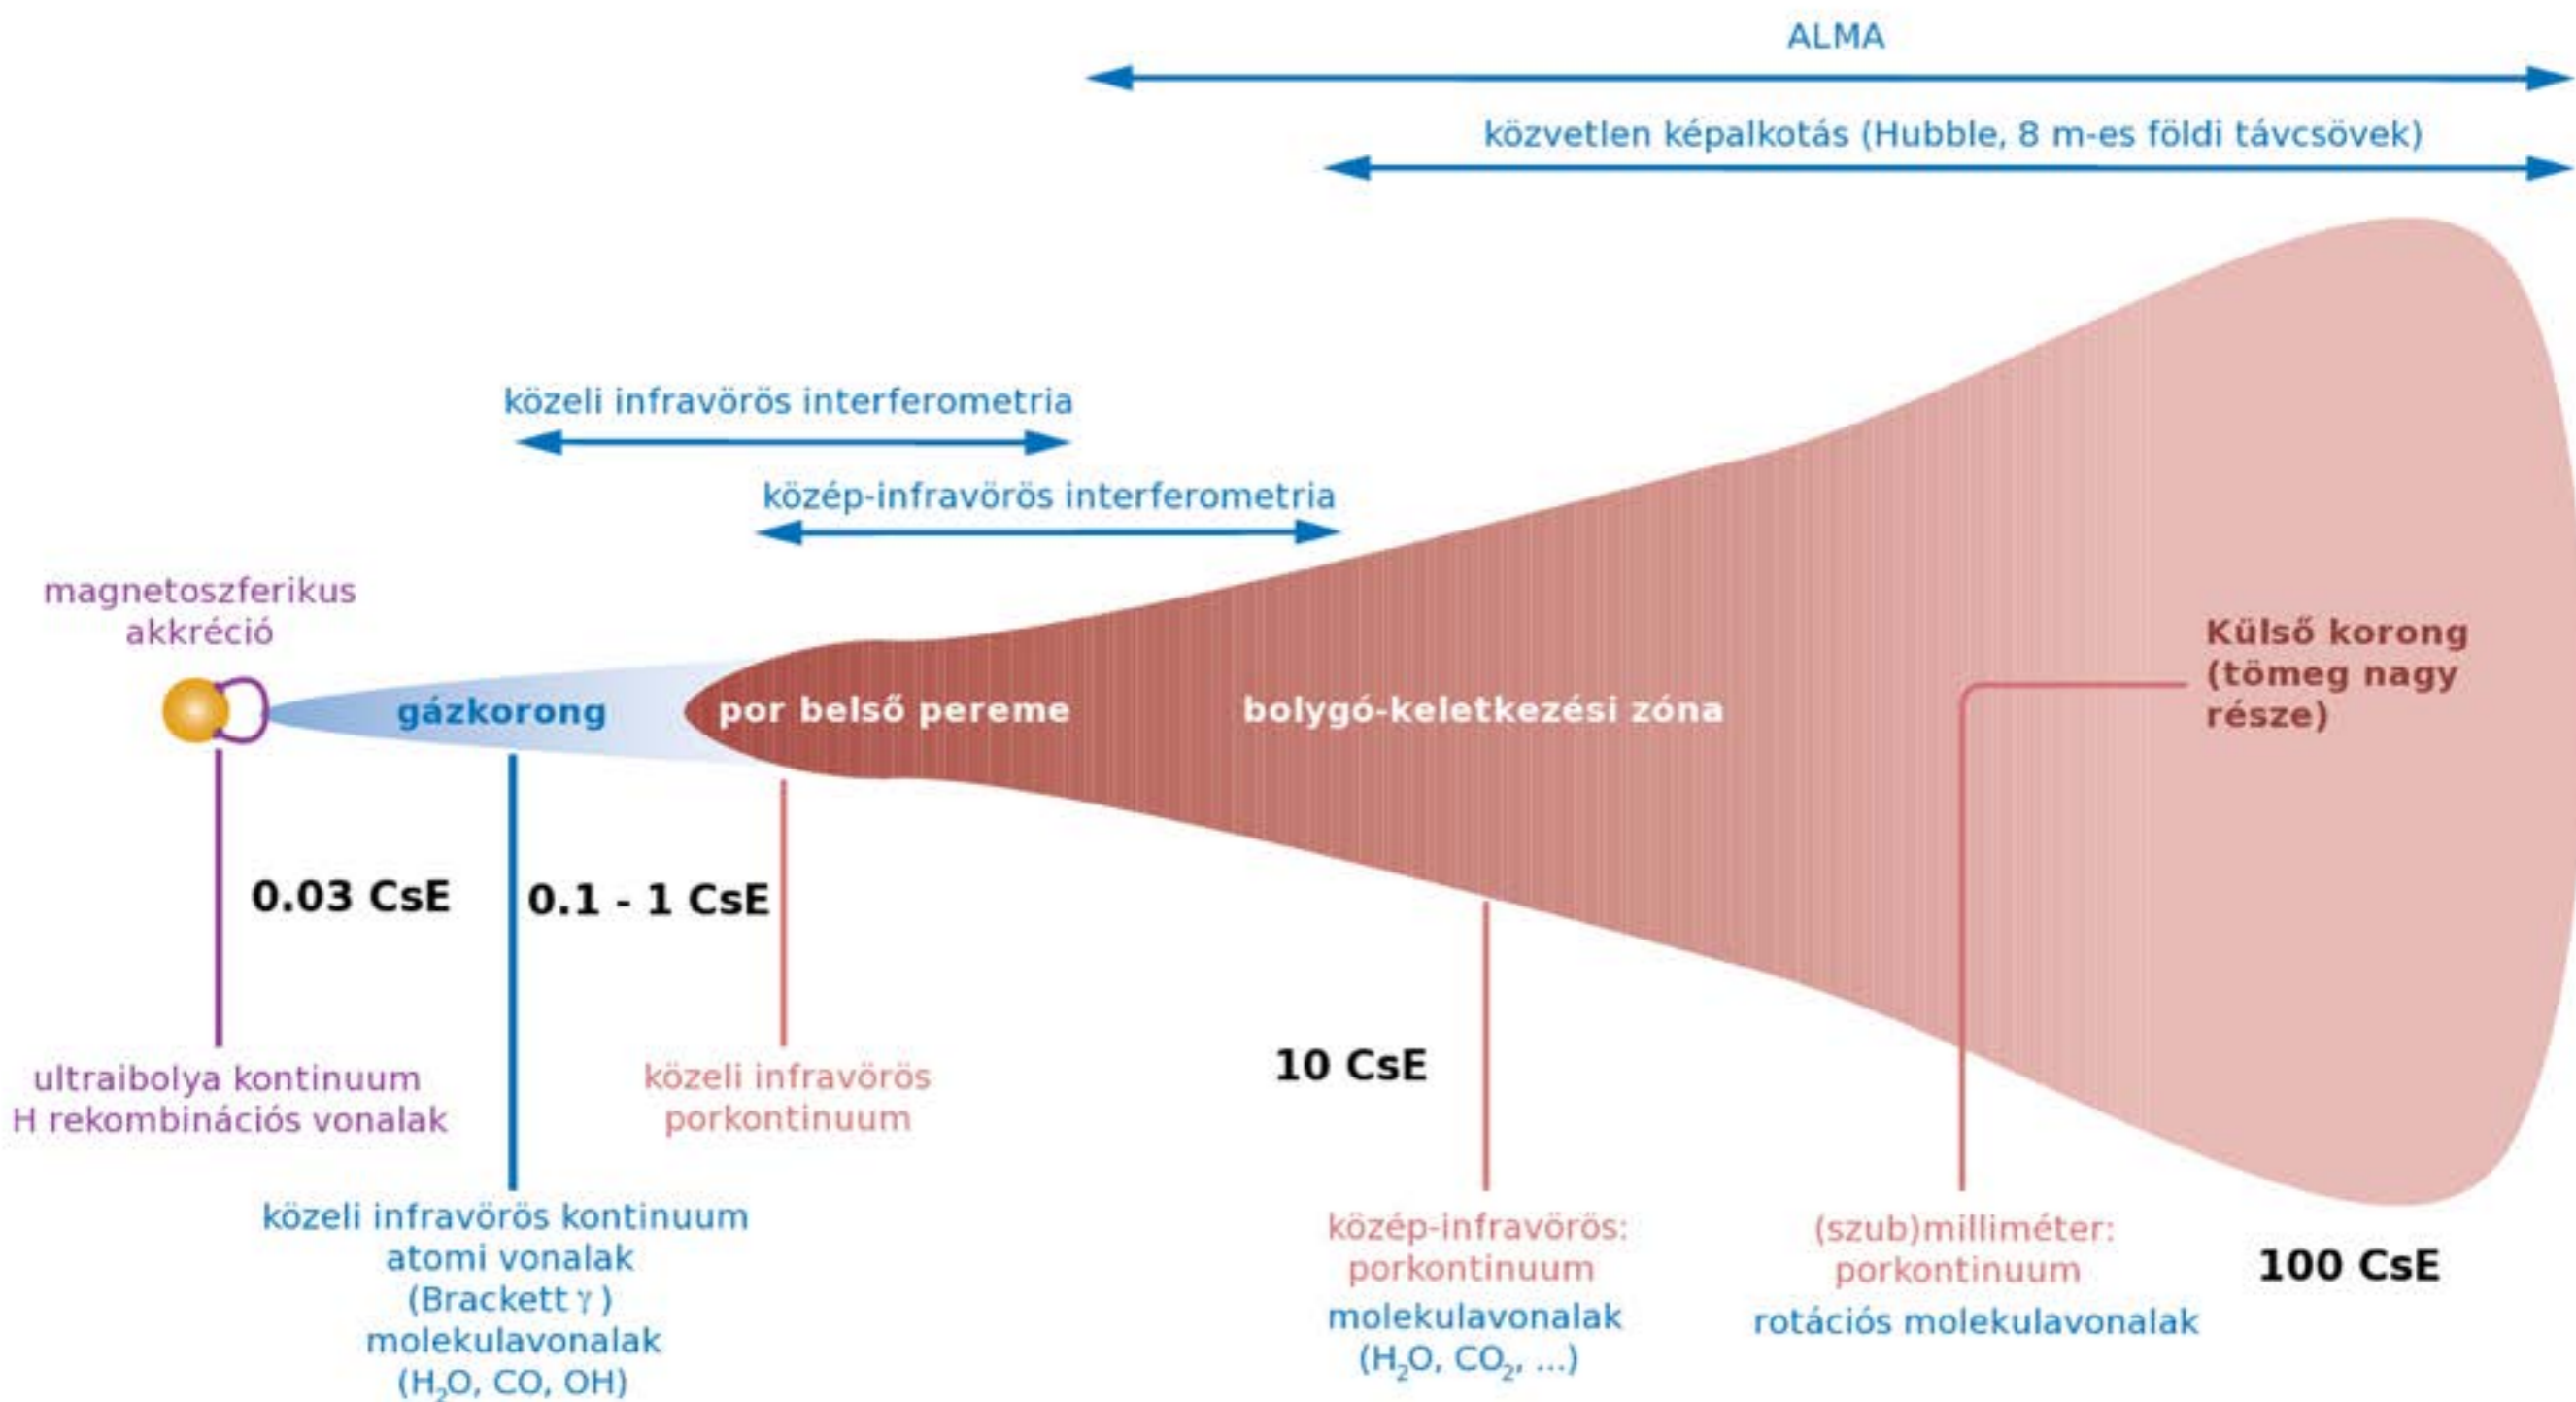 ALMA
közvetlen képalkotás (Hubble, 8 m-es földi távcsövek)
közeli infravörös interferometria
közép-infravörös interferometria
magnetoszferikus
akkréció
gázkorong
por belső pereme
bolygó-keletkezési zóna
Külső korong
(tömeg nagy
része)
0.03 CsE
0.1 - 1 CsE
10 CsE
100 CsE
ultraibolya kontinuum
H rekombinációs vonalak
közeli infravörös
porkontinuum
közeli infravörös kontinuum
atomi vonalak
(Brackett γ)
molekulavonalak
(H₂O, CO, OH)
közép-infravörös:
porkontinuum
molekulavonalak
(H₂O, CO₂, ...)
(szub)milliméter:
porkontinuum
rotációs molekulavonalak